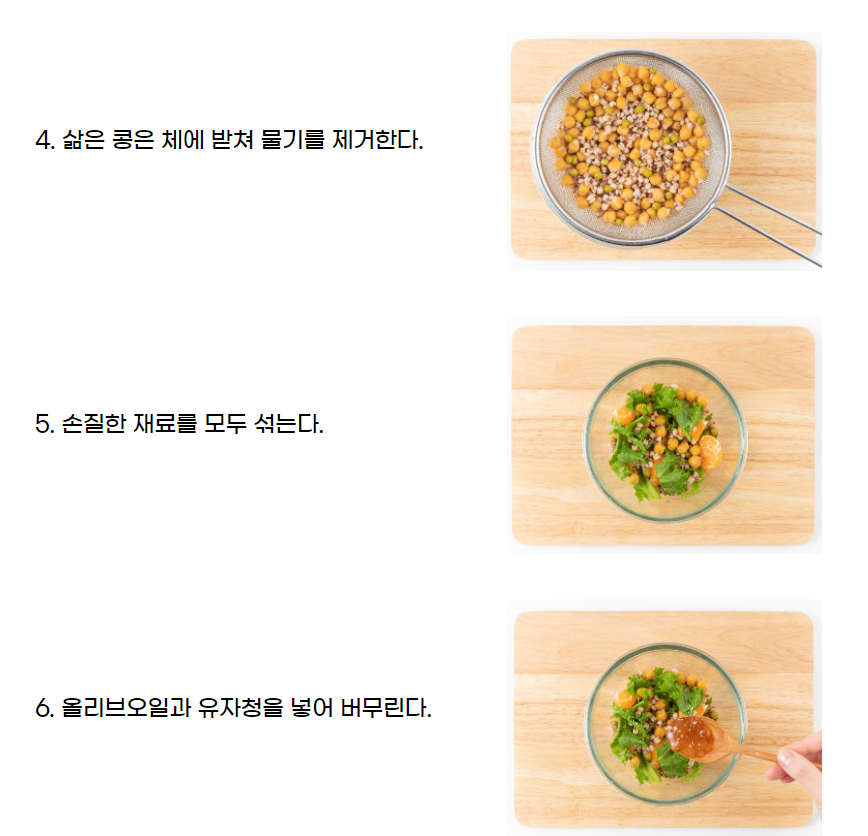 4. 삶은 콩은 체에 받쳐 물기를 제거한다.
5. 손질한 재료를 모두 섞는다.
6. 올리브오일과 유자청을 넣어 버무린다.